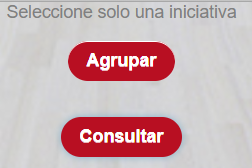 Seleccione solo una iniciativa
Agrupar
Consultar